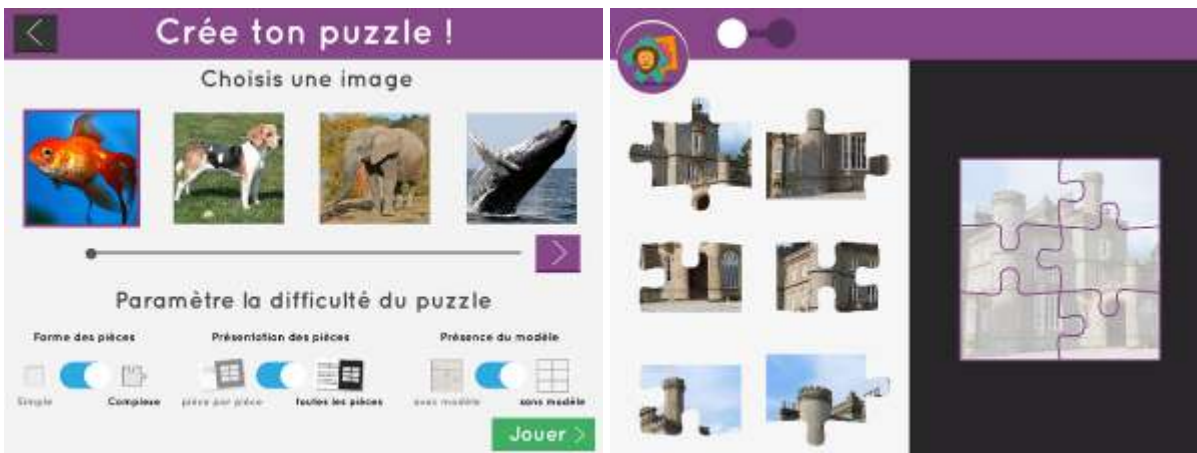 Crée ton puzzle !
Choisis une image
Paramètre la difficulté du puzzle
Forme des pièces Présentation des pièces Présence du modèle
Simple Complexe pièce par pièce toutes les pièces avec modèle sans modèle
Jouer >